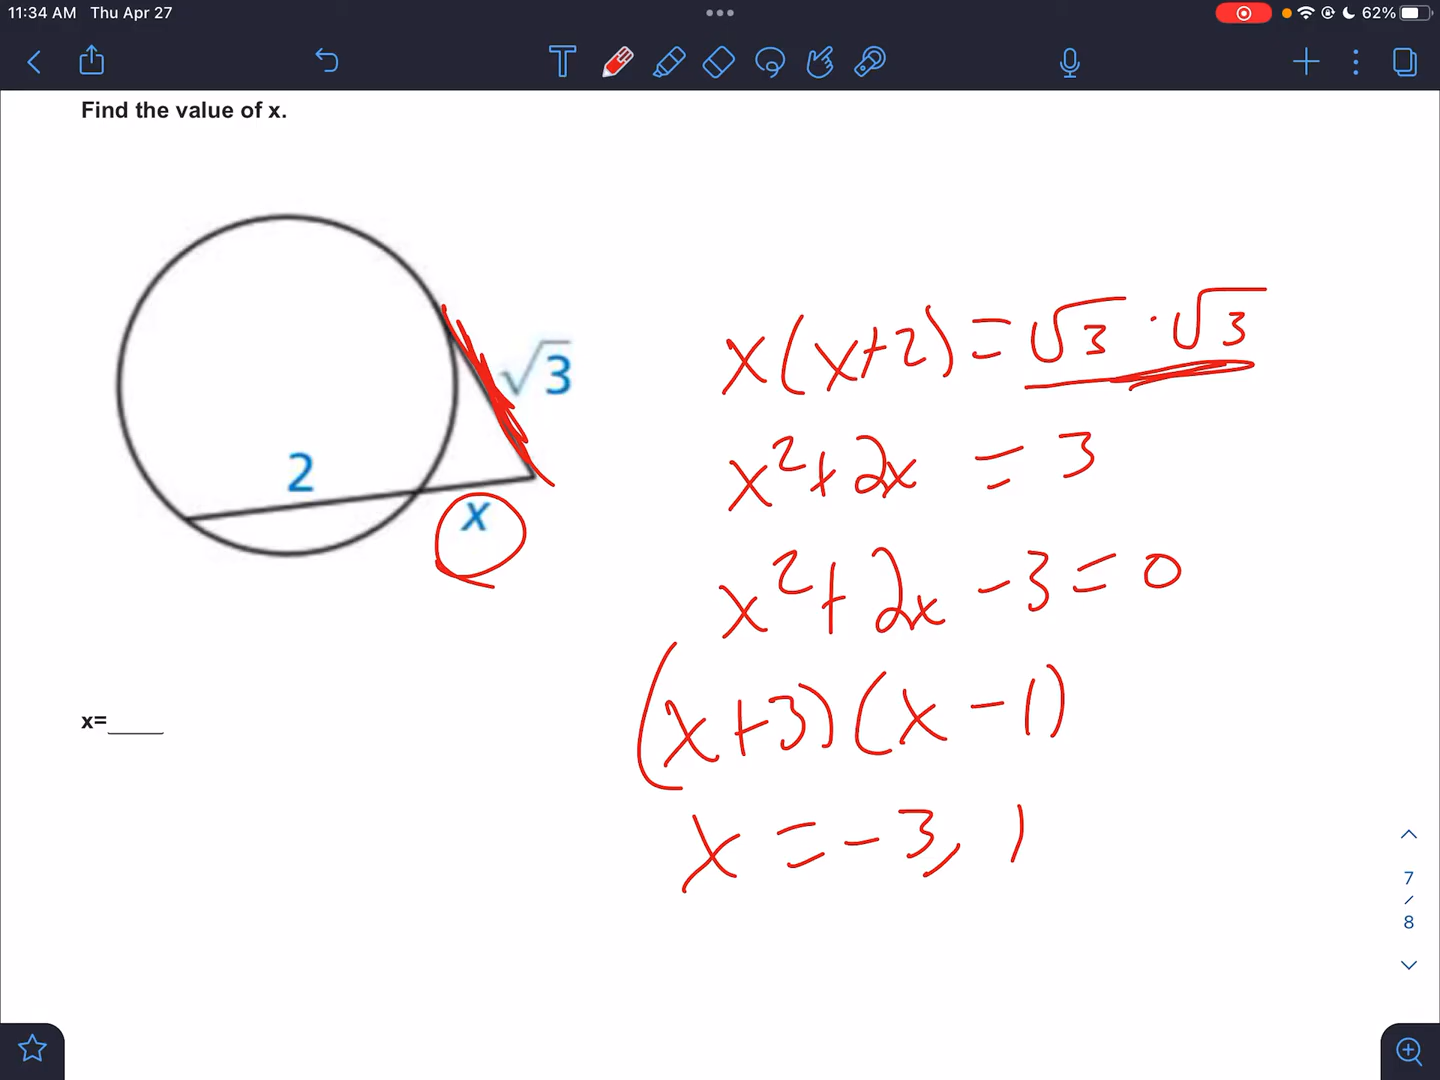 11:34 AM Thu Apr 27
62%
Find the value of x.
√3
2
x
x(x+2) = √3 · √3
x² + 2x = 3
x² + 2x - 3 = 0
(x+3)(x-1)
x = -3, 1
x=____
7
/
8